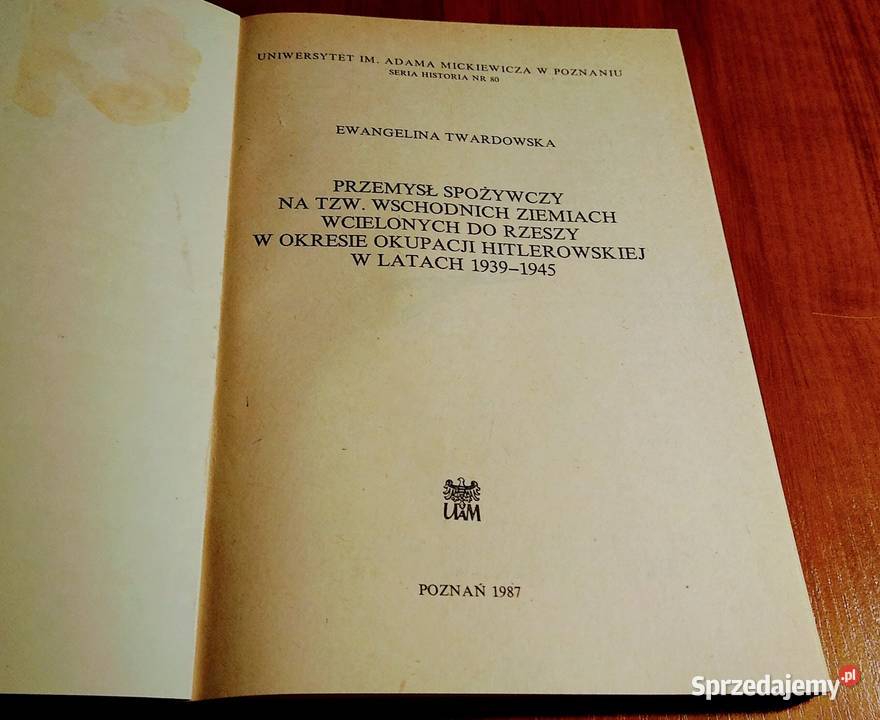 UNIWERSYTET IM. ADAMA MICKIEWICZA W POZNANIU
SERIA HISTORIA NR 80
EWANGELINA TWARDOWSKA
PRZEMYSŁ SPOŻYWCZY
NA TZW. WSCHODNICH ZIEMIACH
WCIELONYCH DO RZESZY
W OKRESIE OKUPACJI HITLEROWSKIEJ
W LATACH 1939–1945
UAM
POZNAŃ 1987
Sprzedajemy.pl